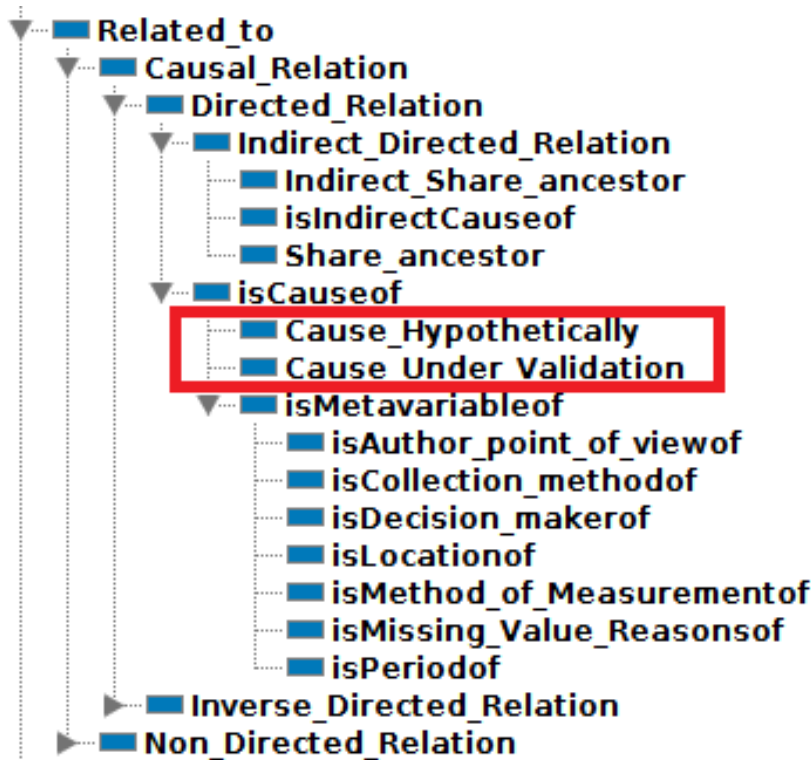 Related_to
Causal_Relation
Directed_Relation
Indirect_Directed_Relation
Indirect_Share_ancestor
isIndirectCauseof
Share_ancestor
isCauseof
Cause_Hypothetically
Cause_Under_Validation
isMetavariableof
isAuthor_point_of_viewof
isCollection_methodof
isDecision_makerof
isLocationof
isMethod_of_Measurementof
isMissing_Value_Reasonsof
isPeriodof
Inverse_Directed_Relation
Non_Directed_Relation